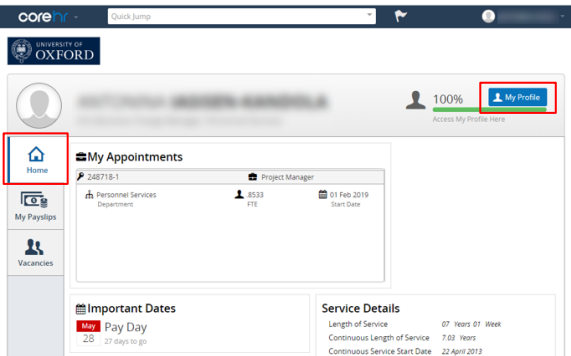 corehr
Quick Jump
UNIVERSITY OF
OXFORD
100%
My Profile
Access My Profile Here
Home
My Payslips
Vacancies
My Appointments
248718-1 Project Manager
Personnel Services .8533 01 Feb 2019
Department FTE Start Date
Important Dates
May Pay Day
28 27 days to go
Service Details
Length of Service 07 Years 01 Week
Continuous Length of Service 7.03 Years
Continuous Service Start Date 22 April 2013